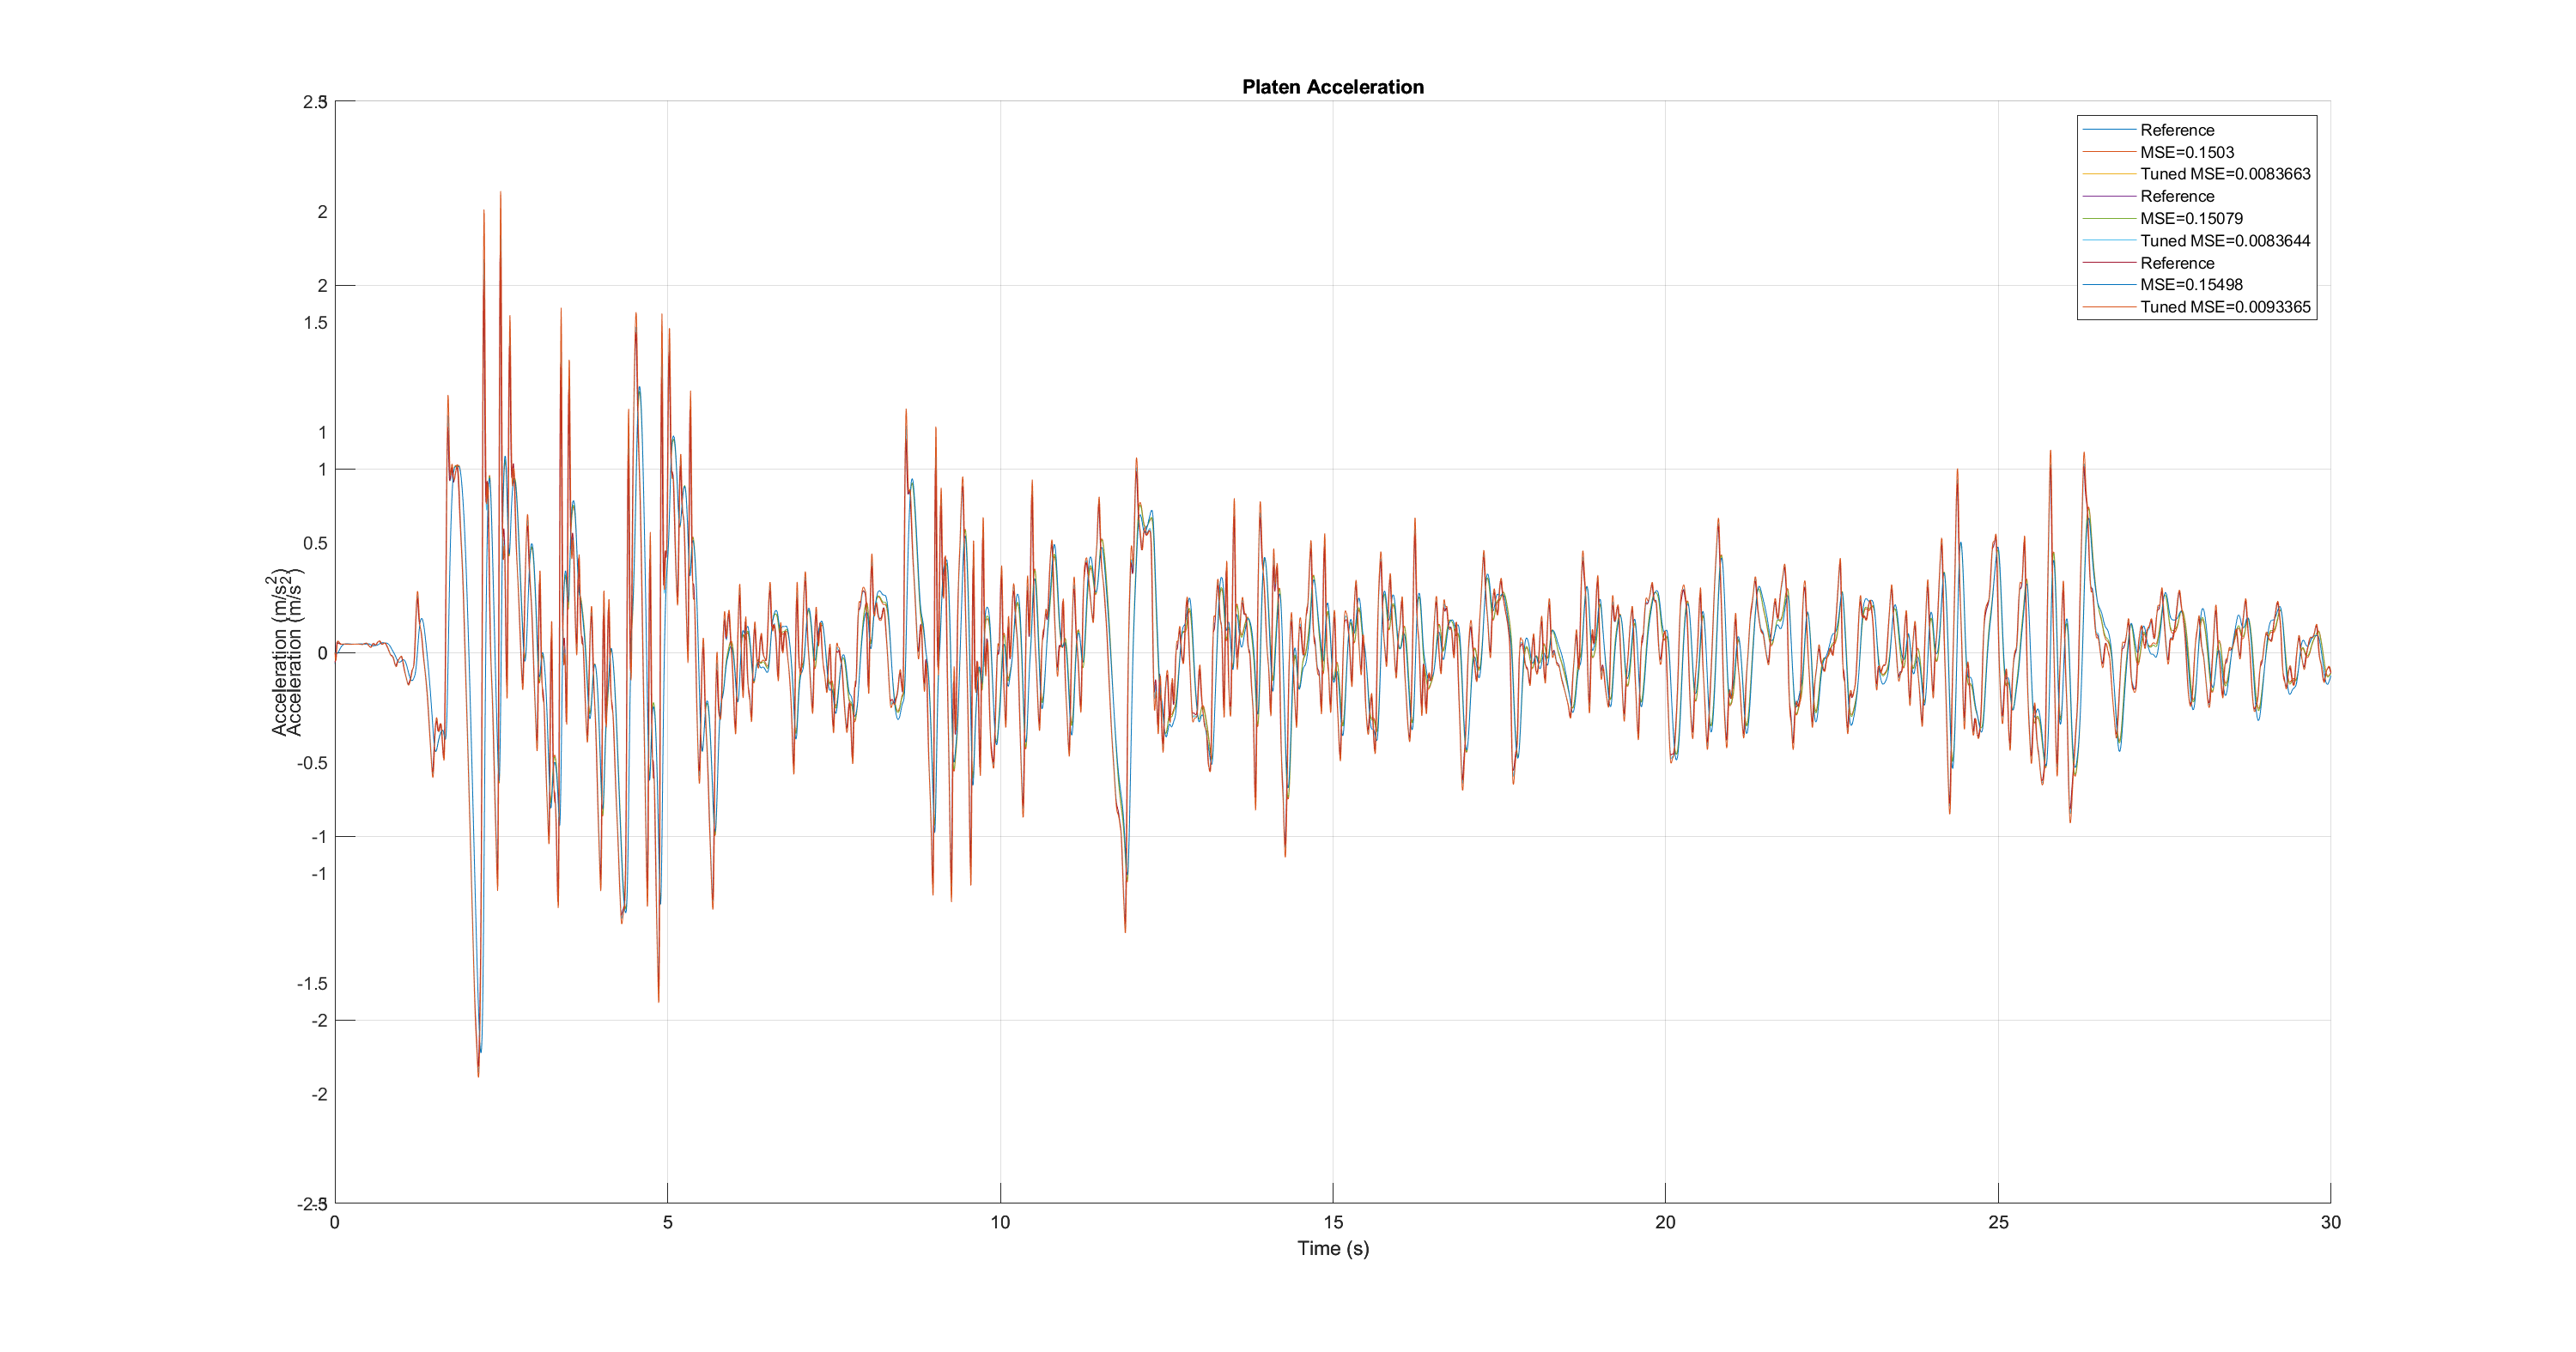 Platen Acceleration
Reference
MSE=0.1503
Tuned MSE=0.0083663
Reference
MSE=0.15079
Tuned MSE=0.0083644
Reference
MSE=0.15498
Tuned MSE=0.0093365
2
2
1.5
1
1
0.5
0
-0.5
-1
-1
-1.5
-2
-2
Acceleration (m/s2)
Acceleration (m/s2)
0 5 10 15 20 25 30
Time (s)